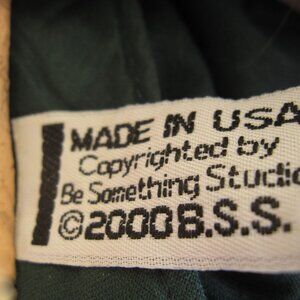 MADE IN USA
Copyrighted by
Be Something Studio
©2000B.S.S.